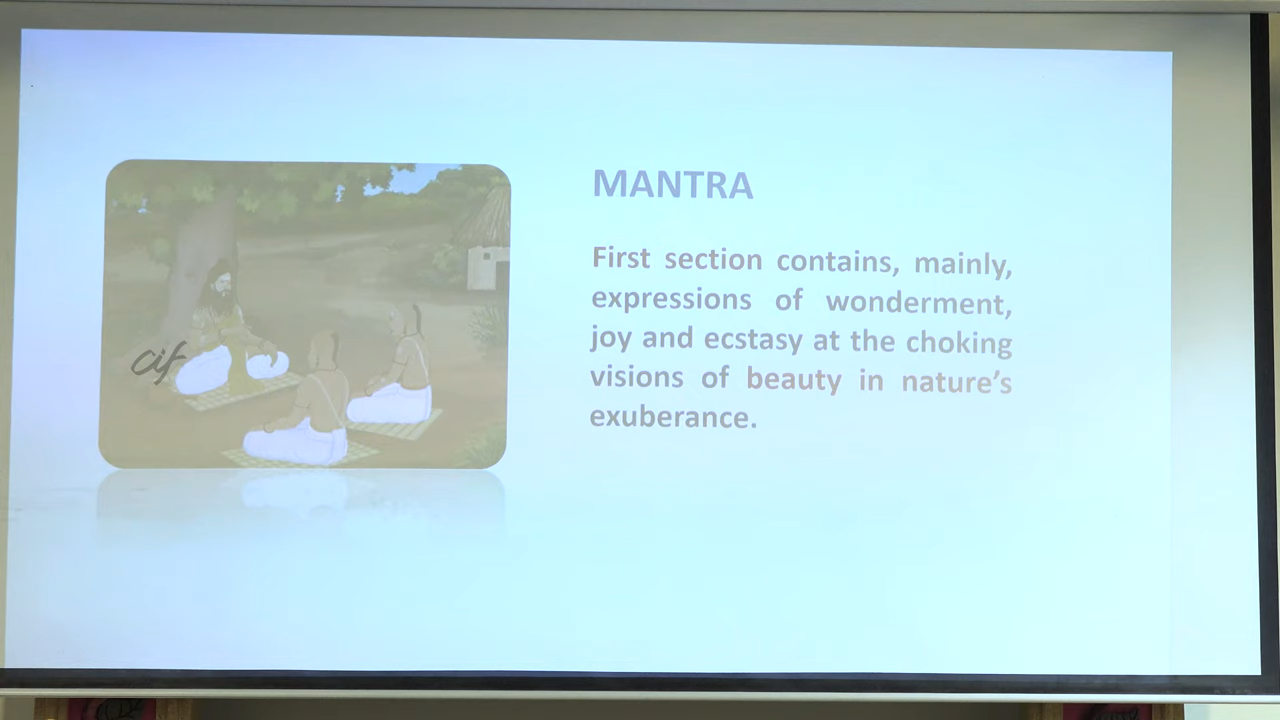 MANTRA
First section contains, mainly,
expressions of wonderment,
joy and ecstasy at the choking
visions of beauty in nature's
exuberance.
cif